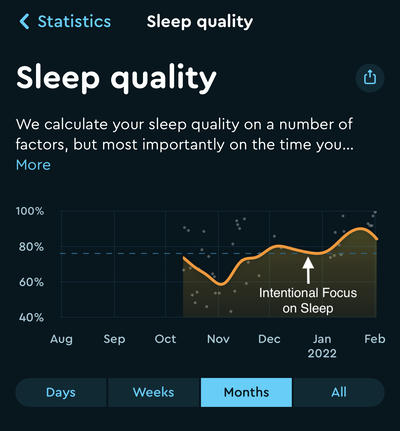 Statistics
Sleep quality
Sleep quality
We calculate your sleep quality on a number of
factors, but most importantly on the time you...
More
100%
80%
60%
40%
Intentional Focus
on Sleep
Aug Sep Oct Nov Dec Jan Feb
2022
Days Weeks Months All